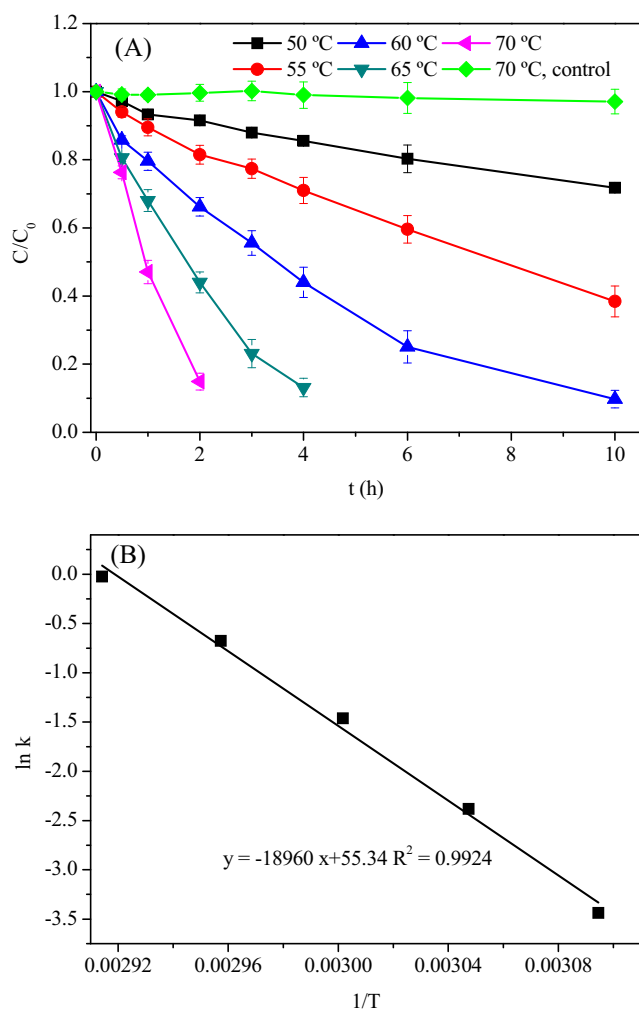 1.2
(A)
50 ºC
60 ºC
70 ºC
55 ºC
65 ºC
70 ºC, control
1.0
0.8
0.6
0.4
0.2
0.0
C/C0
0
2
4
6
8
10
t (h)
(B)
0.0
-0.5
-1.0
-1.5
-2.0
-2.5
-3.0
-3.5
ln k
y = -18960 x+55.34 R² = 0.9924
0.00292
0.00296
0.00300
0.00304
0.00308
1/T